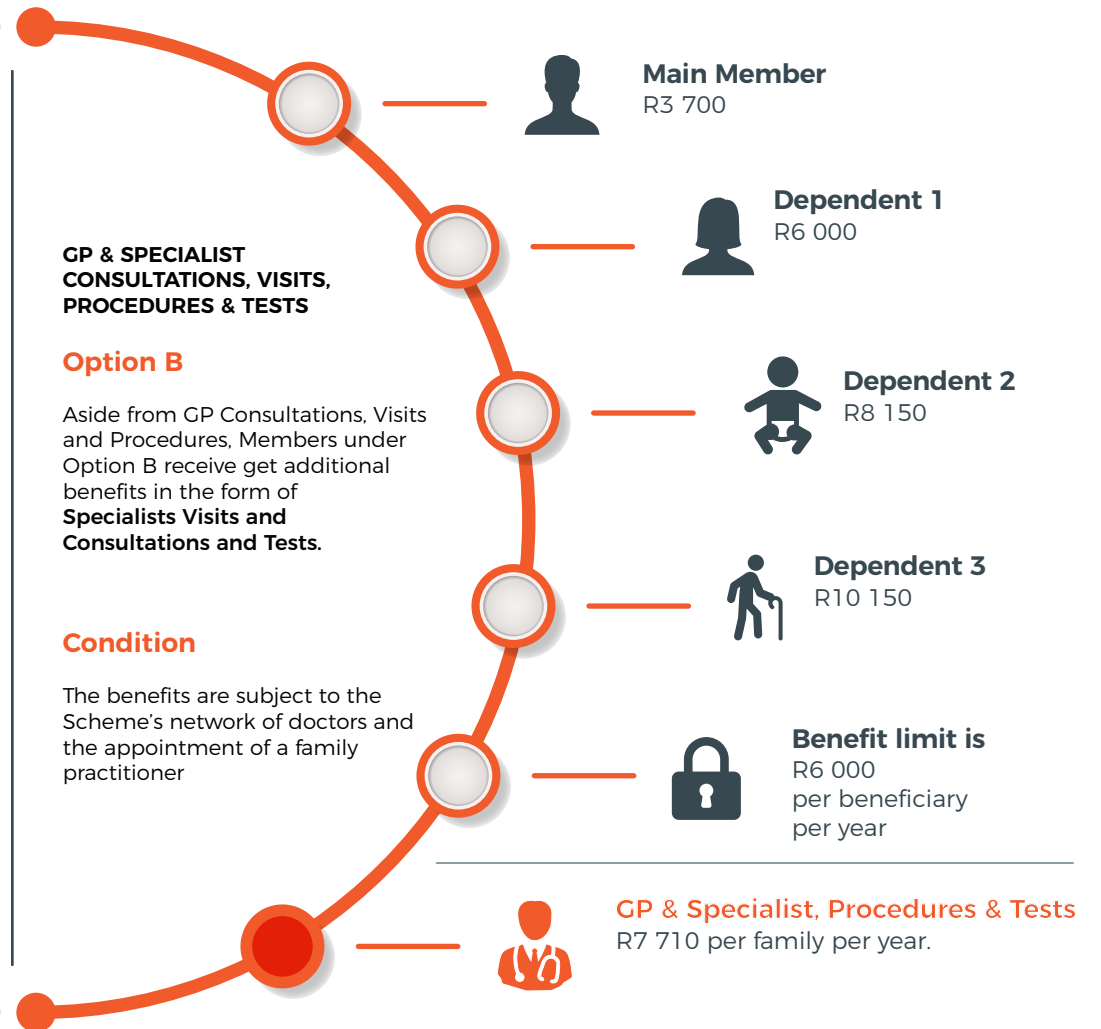 GP & SPECIALIST
CONSULTATIONS, VISITS,
PROCEDURES & TESTS
Option B
Aside from GP Consultations, Visits
and Procedures, Members under
Option B receive get additional
benefits in the form of
Specialists Visits and
Consultations and Tests.
Condition
The benefits are subject to the
Scheme’s network of doctors and
the appointment of a family
practitioner
Main Member
R3 700
Dependent 1
R6 000
Dependent 2
R8 150
Dependent 3
R10 150
Benefit limit is
R6 000
per beneficiary
per year
GP & Specialist, Procedures & Tests
R7 710 per family per year.